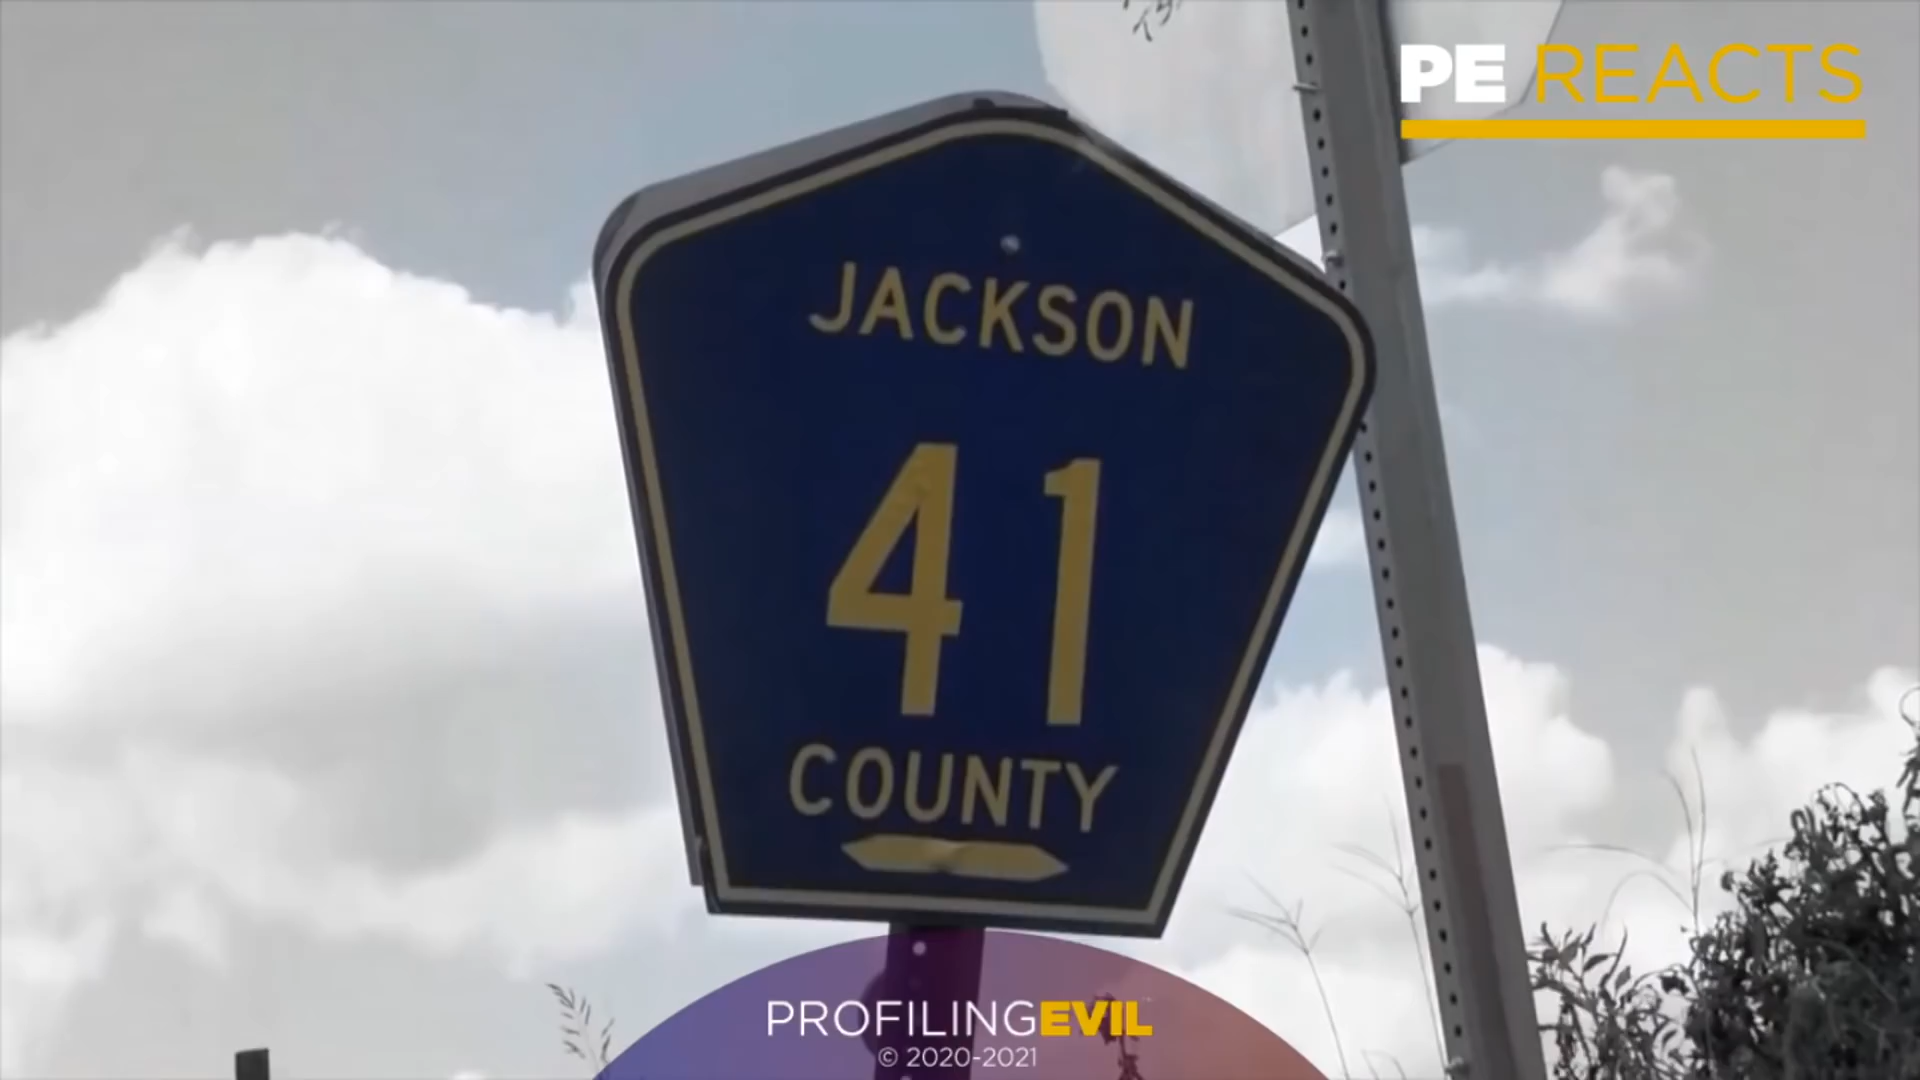 PE REACTS
JACKSON
41
COUNTY
PROFILINGEVIL
© 2020-2021